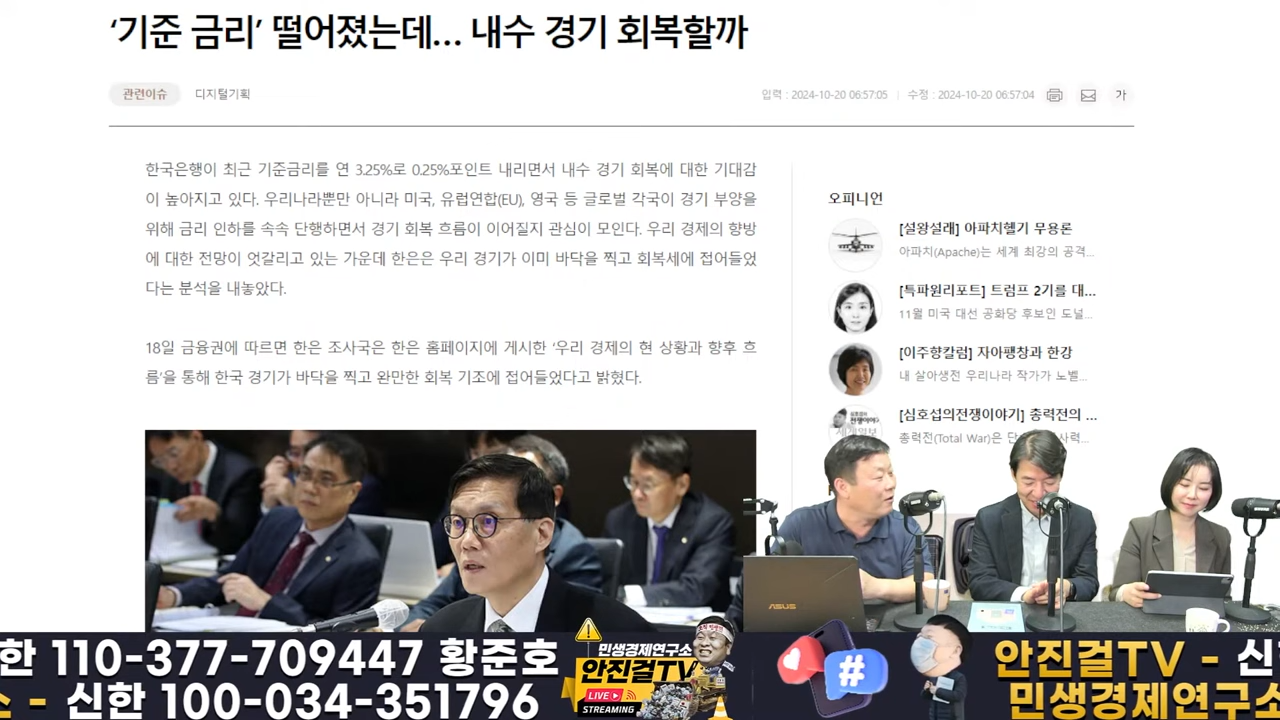 ‘기준 금리’ 떨어졌는데... 내수 경기 회복할까
관련이슈 디지털기획
입력 : 2024-10-20 06:57:05 | 수정 : 2024-10-20 06:57:04 가
한국은행이 최근 기준금리를 연 3.25%로 0.25%포인트 내리면서 내수 경기 회복에 대한 기대감
이 높아지고 있다. 우리나라뿐만 아니라 미국, 유럽연합(EU), 영국 등 글로벌 각국이 경기 부양을
위해 금리 인하를 속속 단행하면서 경기 회복 흐름이 이어질지 관심이 모인다. 우리 경제의 향방
에 대한 전망이 엇갈리고 있는 가운데 한은은 우리 경기가 이미 바닥을 찍고 회복세에 접어들었
다는 분석을 내놓았다.
18일 금융권에 따르면 한은 조사국은 한은 홈페이지에 게시한 ‘우리 경제의 현 상황과 향후 흐
름’을 통해 한국 경기가 바닥을 찍고 완만한 회복 기조에 접어들었다고 밝혔다.
오피니언
[설왕설래] 아파치헬기 무용론
아파치(Apache)는 세계 최강의 공격...
[특파원리포트] 트럼프 2기를 대...
11월 미국 대선 공화당 후보인 도널...
[이주향칼럼] 자아팽창과 한강
내 살아생전 우리나라 작가가 노벨...
[심호섭의전쟁이야기] 총력전의 ...
총력전(Total War)은 단 사력...
세계일보
ASUS
한 110-377-709447 황준호
스 - 신한 100-034-351796
민생경제연구소
안진걸TV
LIVE
STREAMING
#
안진걸TV - 신
민생경제연구소